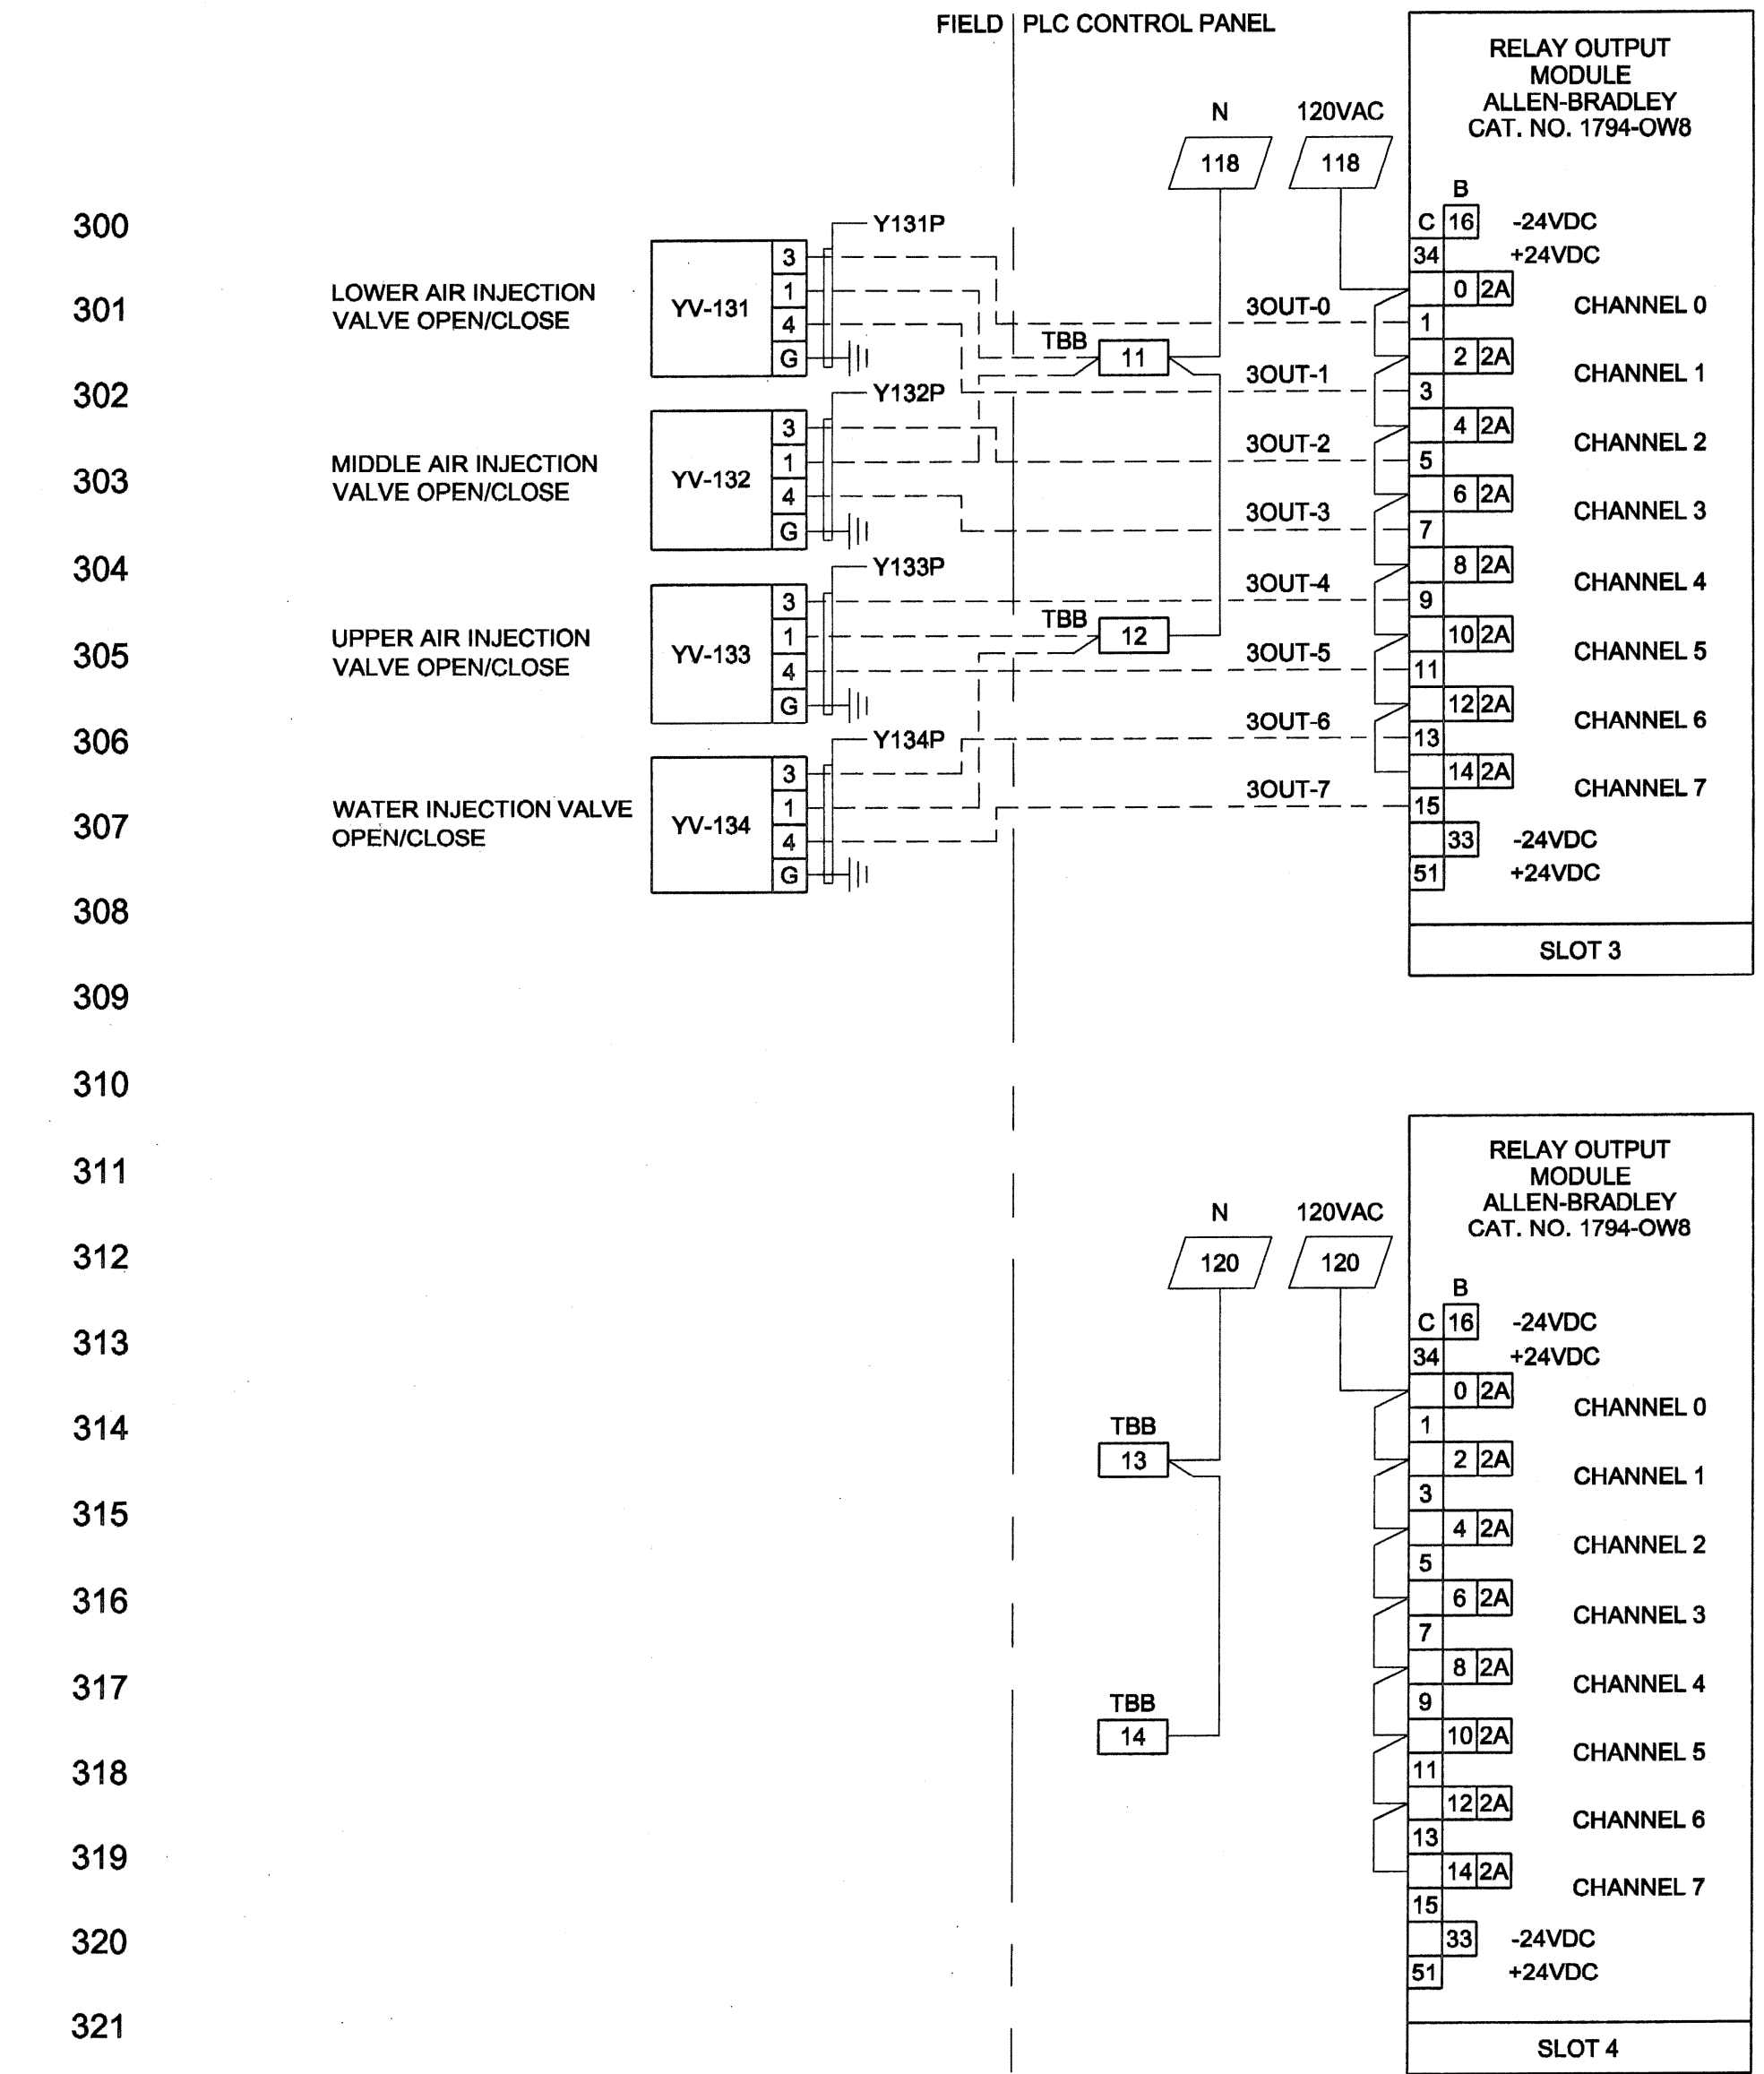 FIELD | PLC CONTROL PANEL
RELAY OUTPUT
MODULE
ALLEN-BRADLEY
CAT. NO. 1794-OW8
N 120VAC
118 118
B
300 Y131P C 16 -24VDC
3 34 +24VDC
LOWER AIR INJECTION 1 0 2A
301 VALVE OPEN/CLOSE YV-131 4 3OUT-0 1 CHANNEL 0
G TBB 11 2 2A
302 Y132P 3OUT-1 3 CHANNEL 1
3 4 2A
MIDDLE AIR INJECTION 1 3OUT-2 5 CHANNEL 2
303 VALVE OPEN/CLOSE YV-132 4 6 2A
G 3OUT-3 7 CHANNEL 3
304 Y133P 8 2A
3 3OUT-4 9 CHANNEL 4
UPPER AIR INJECTION 1 TBB 12 10 2A
305 VALVE OPEN/CLOSE YV-133 4 3OUT-5 11 CHANNEL 5
G 12 2A
306 Y134P 3OUT-6 13 CHANNEL 6
3 14 2A
WATER INJECTION VALVE 1 3OUT-7 15 CHANNEL 7
307 OPEN/CLOSE YV-134 4 33 -24VDC
G 51 +24VDC
308
SLOT 3
309
310
311
RELAY OUTPUT
MODULE
ALLEN-BRADLEY
CAT. NO. 1794-OW8
N 120VAC
312 120 120
B
313 C 16 -24VDC
34 +24VDC
0 2A
314 TBB 1 CHANNEL 0
13 2 2A
315 3 CHANNEL 1
4 2A
5 CHANNEL 2
316 6 2A
7 CHANNEL 3
317 8 2A
TBB 9 CHANNEL 4
14 10 2A
318 11 CHANNEL 5
12 2A
13 CHANNEL 6
319 14 2A
15 CHANNEL 7
320 33 -24VDC
51 +24VDC
321
SLOT 4